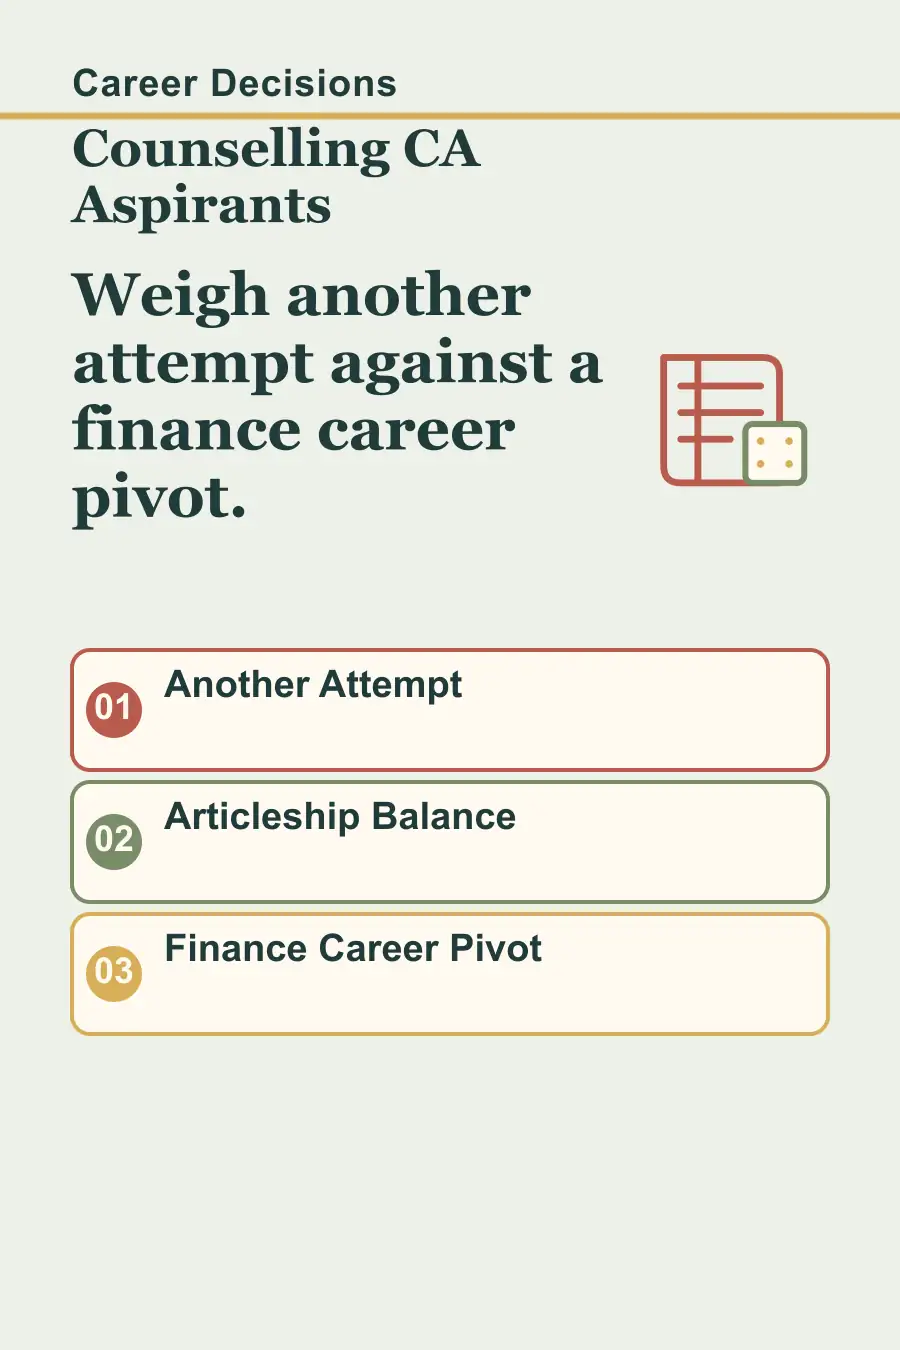 Career Decisions
Counselling CA
Aspirants
Weigh another
attempt against a
finance career
pivot.
01
Another Attempt
02
Articleship Balance
03
Finance Career Pivot